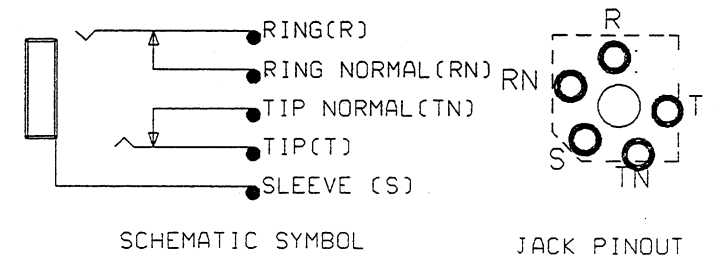 RING(R)
RING NORMAL(RN)
TIP NORMAL(TN)
TIP(T)
SLEEVE (S)
SCHEMATIC SYMBOL
R
RN
T
S
TN
JACK PINOUT